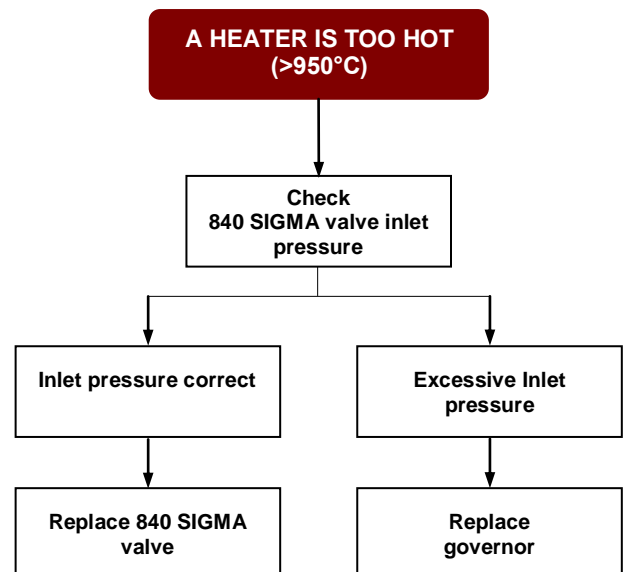 A HEATER IS TOO HOT
(>950°C)
Check
840 SIGMA valve inlet
pressure
Inlet pressure correct
Excessive Inlet
pressure
Replace 840 SIGMA
valve
Replace
governor